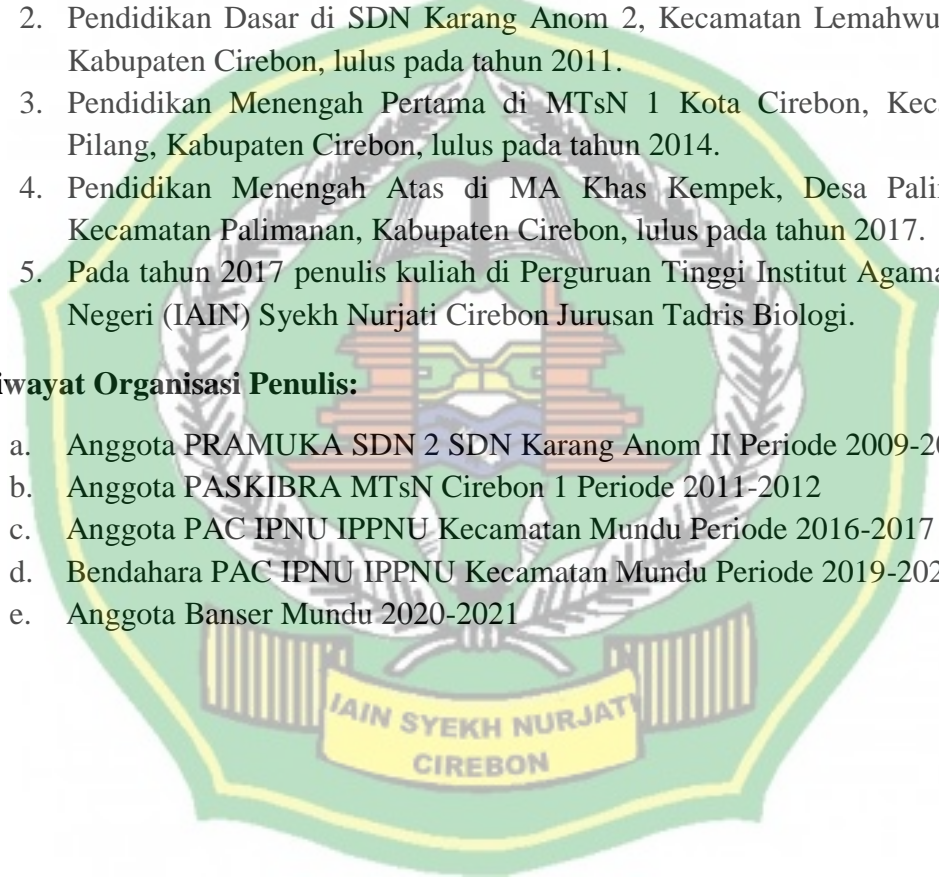 2. Pendidikan Dasar di SDN Karang Anom 2, Kecamatan Lemahwu
Kabupaten Cirebon, lulus pada tahun 2011.
3. Pendidikan Menengah Pertama di MTsN 1 Kota Cirebon, Kec
Pilang, Kabupaten Cirebon, lulus pada tahun 2014.
4. Pendidikan Menengah Atas di MA Khas Kempek, Desa Pali
Kecamatan Palimanan, Kabupaten Cirebon, lulus pada tahun 2017.
5. Pada tahun 2017 penulis kuliah di Perguruan Tinggi Institut Agama
Negeri (IAIN) Syekh Nurjati Cirebon Jurusan Tadris Biologi.
iwayat Organisasi Penulis:
a. Anggota PRAMUKA SDN 2 SDN Karang Anom II Periode 2009-20
b. Anggota PASKIBRA MTsN Cirebon 1 Periode 2011-2012
c. Anggota PAC IPNU IPPNU Kecamatan Mundu Periode 2016-2017
d. Bendahara PAC IPNU IPPNU Kecamatan Mundu Periode 2019-202
e. Anggota Banser Mundu 2020-2021
IAIN SYEKH NURJATI
CIREBON